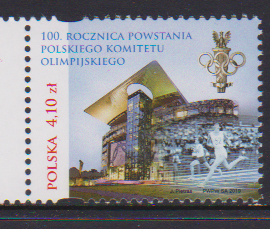 100. ROCZNICA POWSTANIA
POLSKIEGO KOMITETU
OLIMPIJSKIEGO
POLSKA 4,10 zł